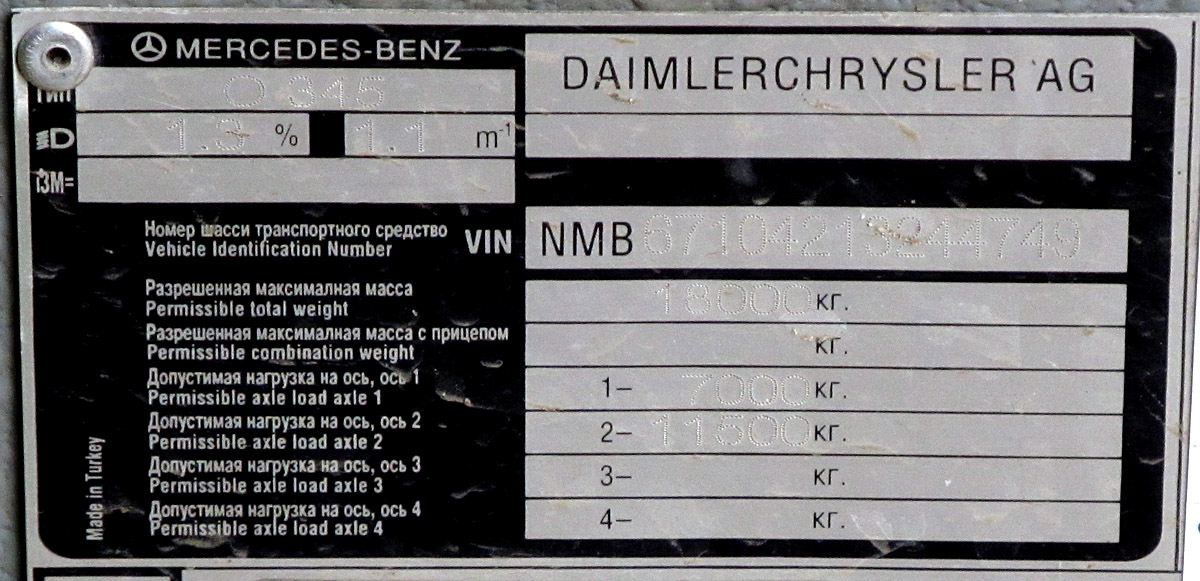 MERCEDES-BENZ
DAIMLERCHRYSLER AG
ТИП O 345
D 1.3 % 1.1 m-1
Номер шасси транспортного средство
Vehicle Identification Number
VIN NMB 67104213244749
Разрешенная максималная масса
Permissible total weight
18000 КГ.
Разрешенная максималная масса с прицепом
Permissible combination weight
КГ.
Допустимая нагрузка на ось, ось 1
Permissible axle load axle 1
1– 7000 КГ.
Допустимая нагрузка на ось, ось 2
Permissible axle load axle 2
2– 11500 КГ.
Допустимая нагрузка на ось, ось 3
Permissible axle load axle 3
3– КГ.
Допустимая нагрузка на ось, ось 4
Permissible axle load axle 4
4– КГ.
Made in Turkey